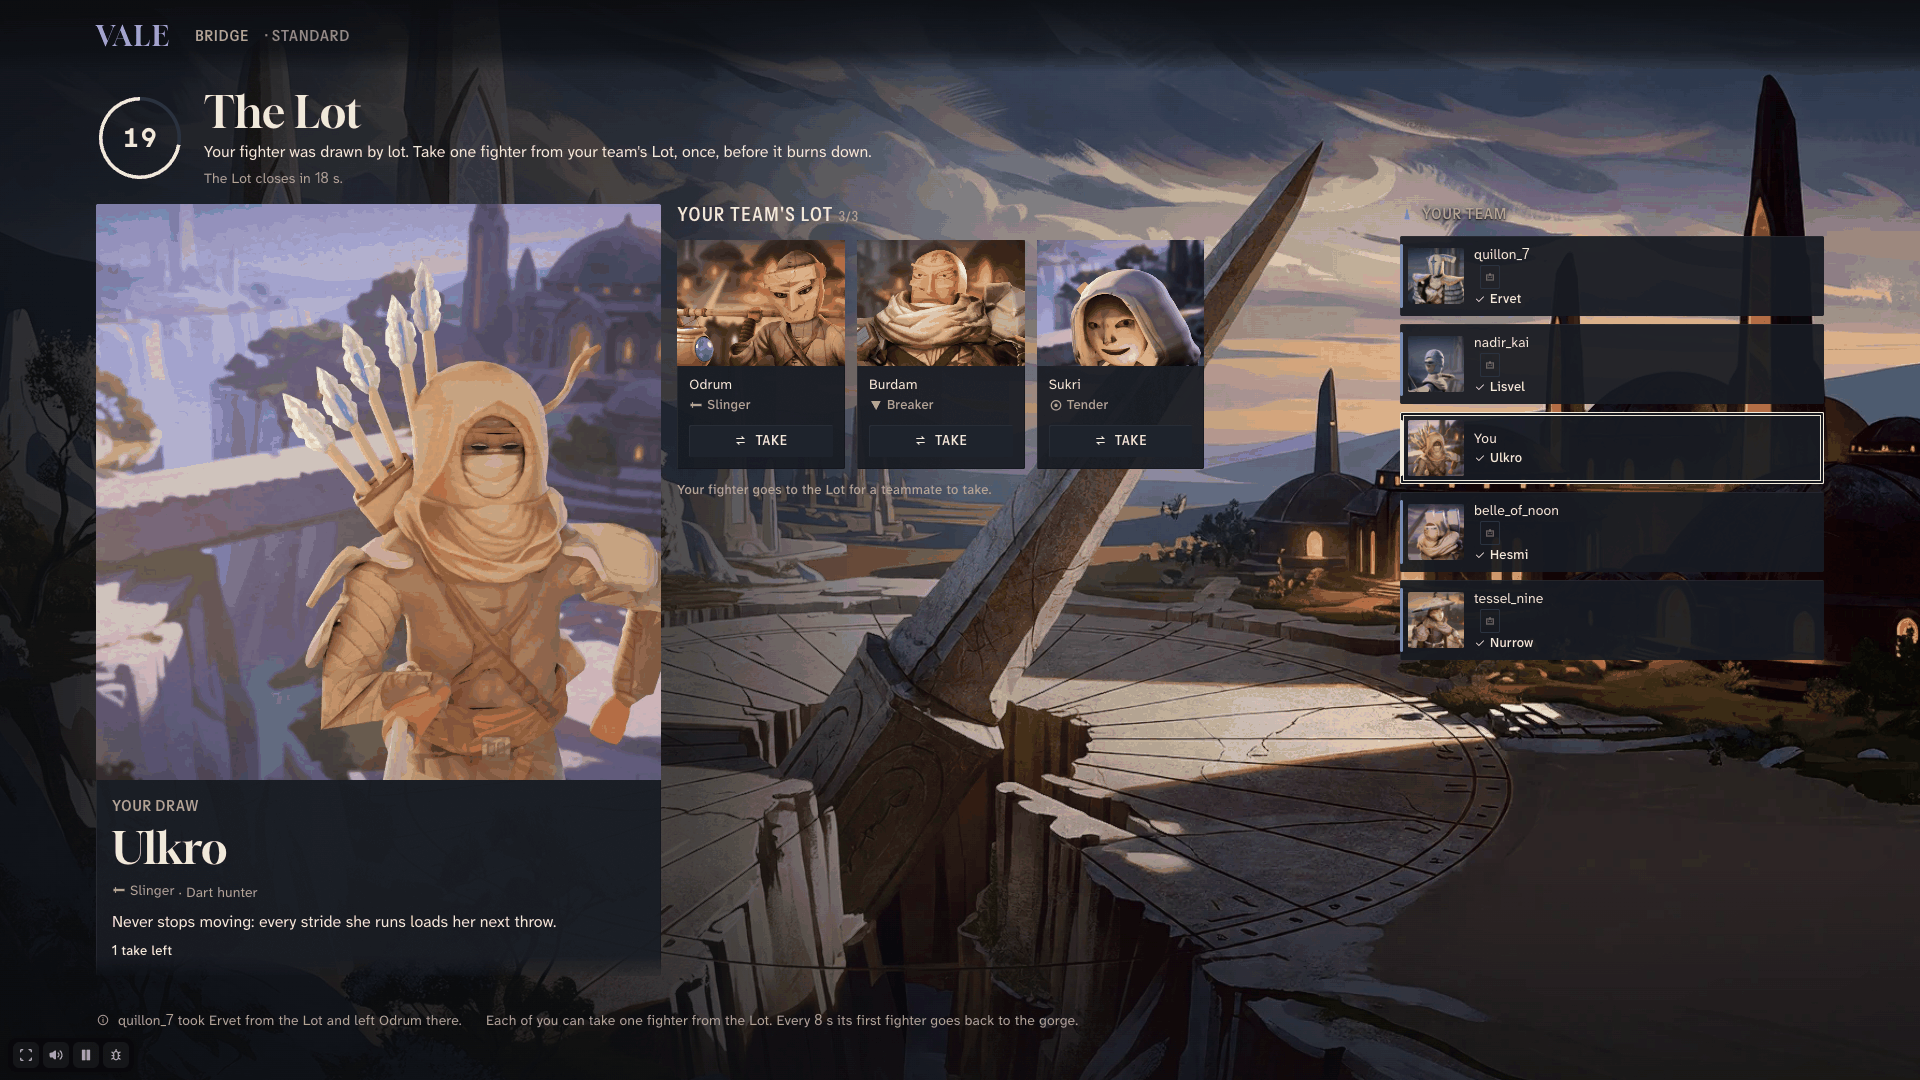 VALE BRIDGE · STANDARD
19
The Lot
Your fighter was drawn by lot. Take one fighter from your team's Lot, once, before it burns down.
The Lot closes in 18 s.
YOUR TEAM'S LOT 3/3
Odrum
Slinger
TAKE
Burdam
Breaker
TAKE
Sukri
Tender
TAKE
Your fighter goes to the Lot for a teammate to take.
YOUR TEAM
quillon_7
Ervet
nadir_kai
Lisvel
You
Ulkro
belle_of_noon
Hesmi
tessel_nine
Nurrow
YOUR DRAW
Ulkro
Slinger · Dart hunter
Never stops moving: every stride she runs loads her next throw.
1 take left
quillon_7 took Ervet from the Lot and left Odrum there.
Each of you can take one fighter from the Lot. Every 8 s its first fighter goes back to the gorge.